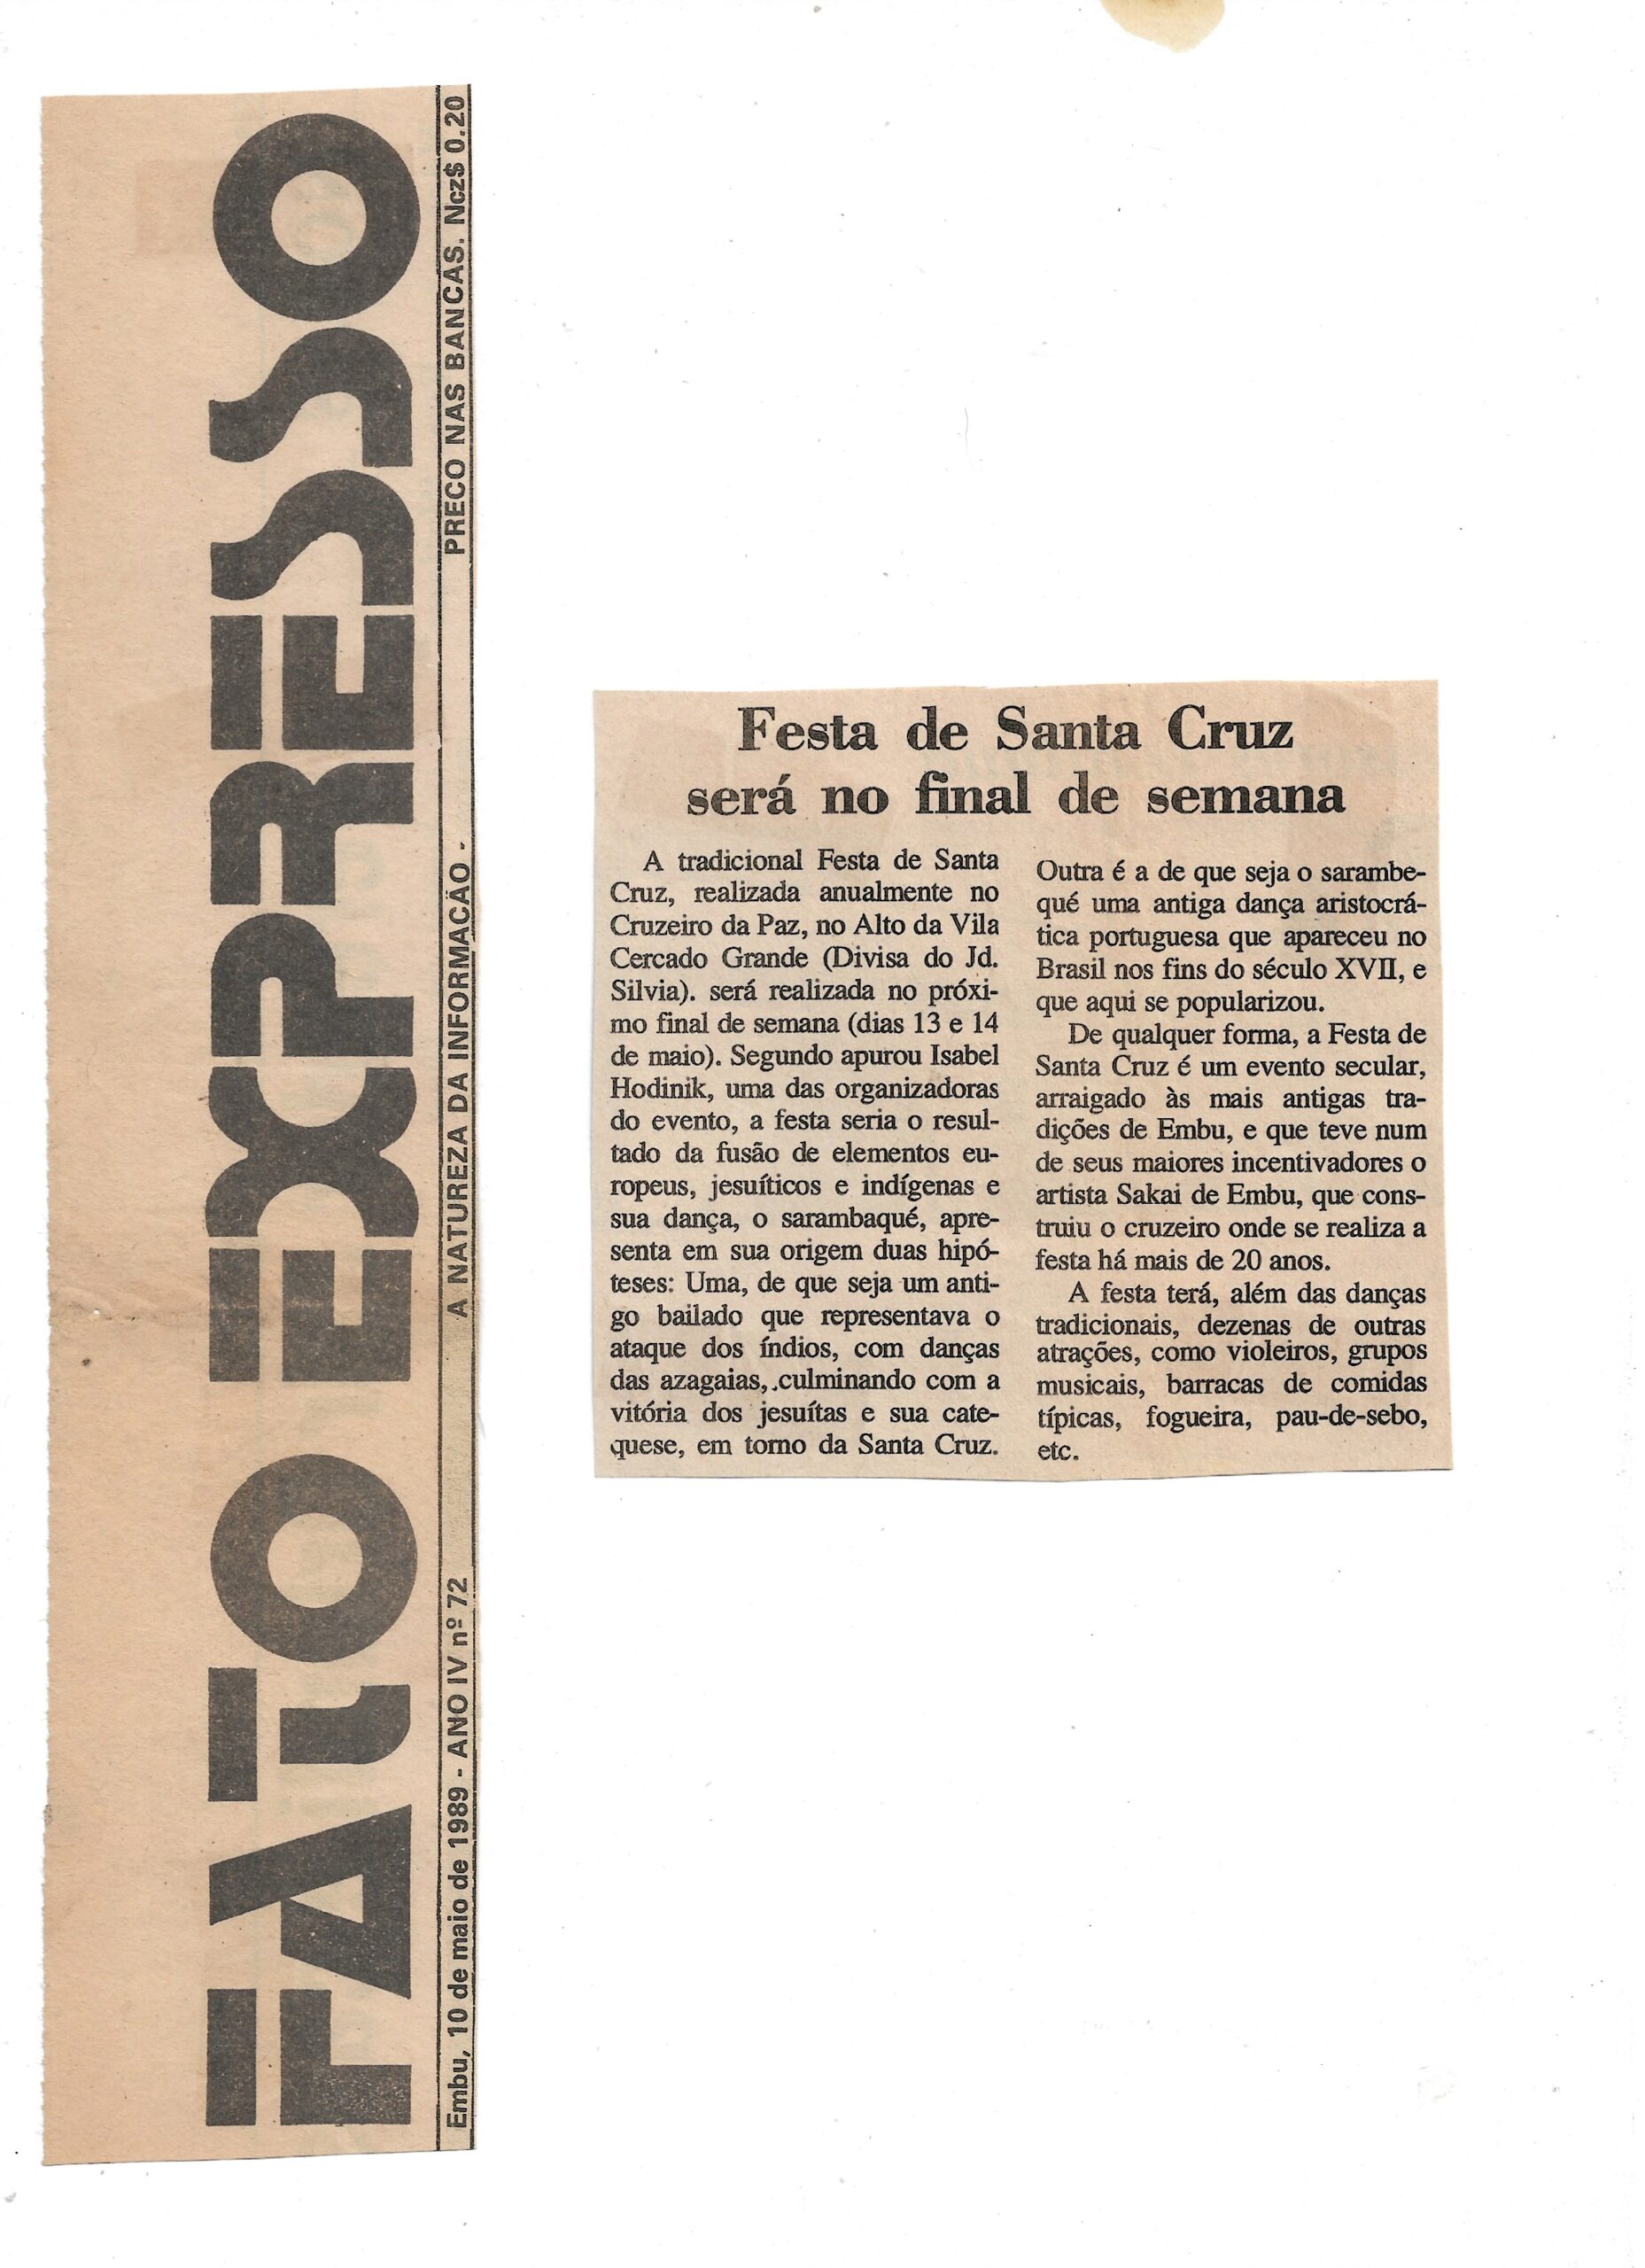 FATO EXPRESSO
Embu, 10 de maio de 1989 - ANO IV nº 72 A NATUREZA DA INFORMAÇÃO - PREÇO NAS BANCAS. Ncz$ 0.20
Festa de Santa Cruz
será no final de semana
A tradicional Festa de Santa
Cruz, realizada anualmente no
Cruzeiro da Paz, no Alto da Vila
Cercado Grande (Divisa do Jd.
Silvia). será realizada no próxi-
mo final de semana (dias 13 e 14
de maio). Segundo apurou Isabel
Hodinik, uma das organizadoras
do evento, a festa seria o resul-
tado da fusão de elementos eu-
ropeus, jesuíticos e indígenas e
sua dança, o sarambaqué, apre-
senta em sua origem duas hipó-
teses: Uma, de que seja um anti-
go bailado que representava o
ataque dos índios, com danças
das azagaias, culminando com a
vitória dos jesuítas e sua cate-
quese, em torno da Santa Cruz.
Outra é a de que seja o sarambe-
qué uma antiga dança aristocrá-
tica portuguesa que apareceu no
Brasil nos fins do século XVII, e
que aqui se popularizou.
De qualquer forma, a Festa de
Santa Cruz é um evento secular,
arraigado às mais antigas tra-
dições de Embu, e que teve num
de seus maiores incentivadores o
artista Sakai de Embu, que cons-
truiu o cruzeiro onde se realiza a
festa há mais de 20 anos.
A festa terá, além das danças
tradicionais, dezenas de outras
atrações, como violeiros, grupos
musicais, barracas de comidas
típicas, fogueira, pau-de-sebo,
etc.